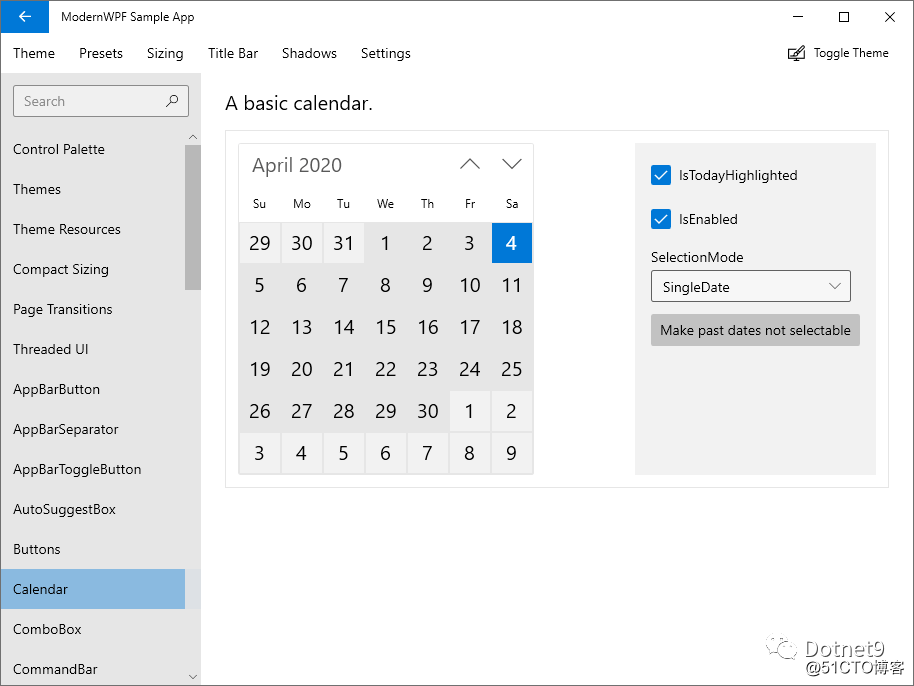 ModernWPF Sample App
Theme Presets Sizing Title Bar Shadows Settings Toggle Theme
Search
Control Palette
Themes
Theme Resources
Compact Sizing
Page Transitions
Threaded UI
AppBarButton
AppBarSeparator
AppBarToggleButton
AutoSuggestBox
Buttons
Calendar
ComboBox
CommandBar
A basic calendar.
April 2020
Su Mo Tu We Th Fr Sa
29 30 31 1 2 3 4
5 6 7 8 9 10 11
12 13 14 15 16 17 18
19 20 21 22 23 24 25
26 27 28 29 30 1 2
3 4 5 6 7 8 9
IsTodayHighlighted
IsEnabled
SelectionMode
SingleDate
Make past dates not selectable
Dotnet9
@51CTO博客